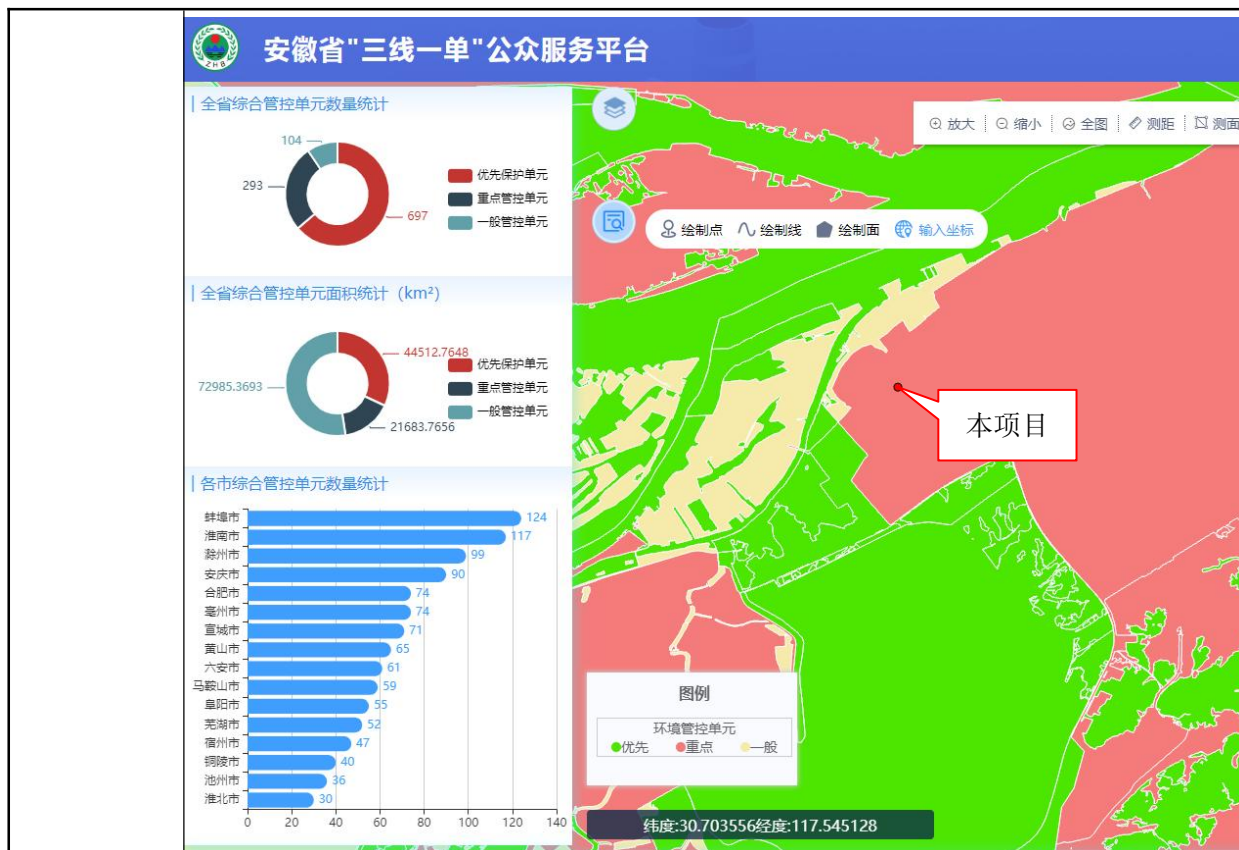 安徽省"三线一单"公众服务平台
ZHB
全省综合管控单元数量统计
104
293
697
优先保护单元
重点管控单元
一般管控单元
全省综合管控单元面积统计（km²）
44512.7648
72985.3693
21683.7656
优先保护单元
重点管控单元
一般管控单元
各市综合管控单元数量统计
蚌埠市 124
淮南市 117
滁州市 99
安庆市 90
合肥市 74
亳州市 74
宣城市 71
黄山市 65
六安市 61
马鞍山市 59
阜阳市 55
芜湖市 52
宿州市 47
铜陵市 40
池州市 36
淮北市 30
0 20 40 60 80 100 120 140
放大 缩小 全图 测距 测面
绘制点 绘制线 绘制面 输入坐标
本项目
图例
环境管控单元
优先 重点 一般
纬度:30.703556经度:117.545128